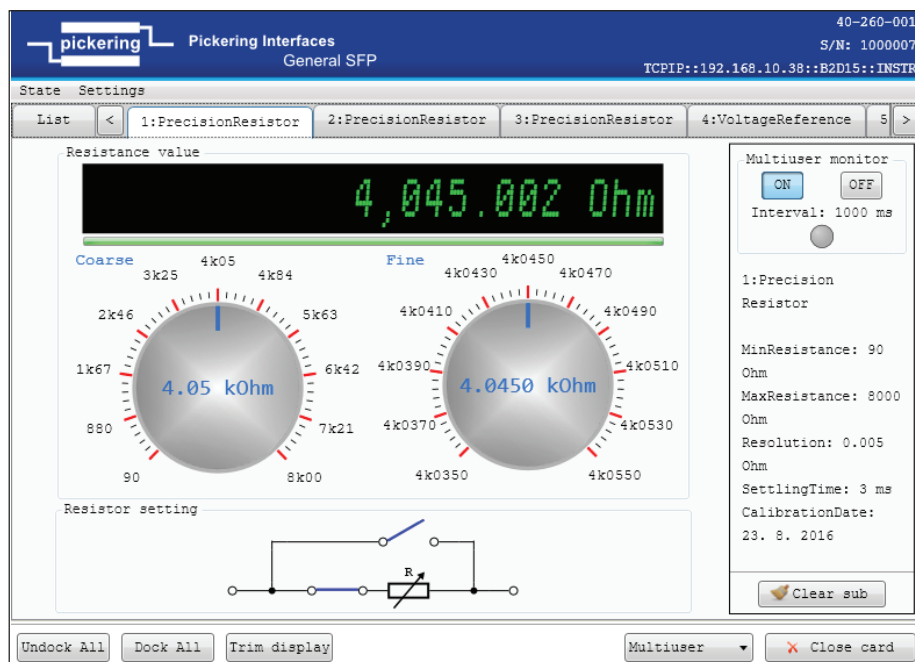 40-260-001
pickering Pickering Interfaces
S/N: 1000007
General SFP
TCPIP::192.168.10.38::B2D15::INSTR
State Settings
List < 1:PrecisionResistor 2:PrecisionResistor 3:PrecisionResistor 4:VoltageReference 5 >
Resistance value
4,045.002 Ohm
Coarse
90
880
1k67
2k46
3k25
4k05
4k84
5k63
6k42
7k21
8k00
4.05 kOhm
Fine
4k0350
4k0370
4k0390
4k0410
4k0430
4k0450
4k0470
4k0490
4k0510
4k0530
4k0550
4.0450 kOhm
Resistor setting
R
Multiuser monitor
ON OFF
Interval: 1000 ms
1:Precision
Resistor
MinResistance: 90
Ohm
MaxResistance: 8000
Ohm
Resolution: 0.005
Ohm
SettlingTime: 3 ms
CalibrationDate:
23. 8. 2016
Clear sub
Undock All Dock All Trim display Multiuser Close card